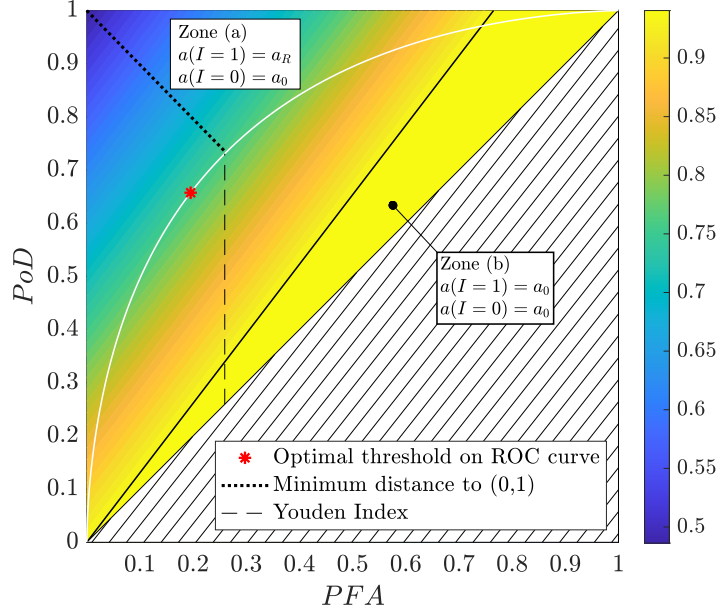 1
0.9
0.8
0.7
0.6
0.5
0.4
0.3
0.2
0.1
0
PoD
Zone (a)
a(I = 1) = a_R
a(I = 0) = a_0
Zone (b)
a(I = 1) = a_0
a(I = 0) = a_0
Optimal threshold on ROC curve
Minimum distance to (0,1)
Youden Index
0.1 0.2 0.3 0.4 0.5 0.6 0.7 0.8 0.9 1
PFA
0.9
0.85
0.8
0.75
0.7
0.65
0.6
0.55
0.5